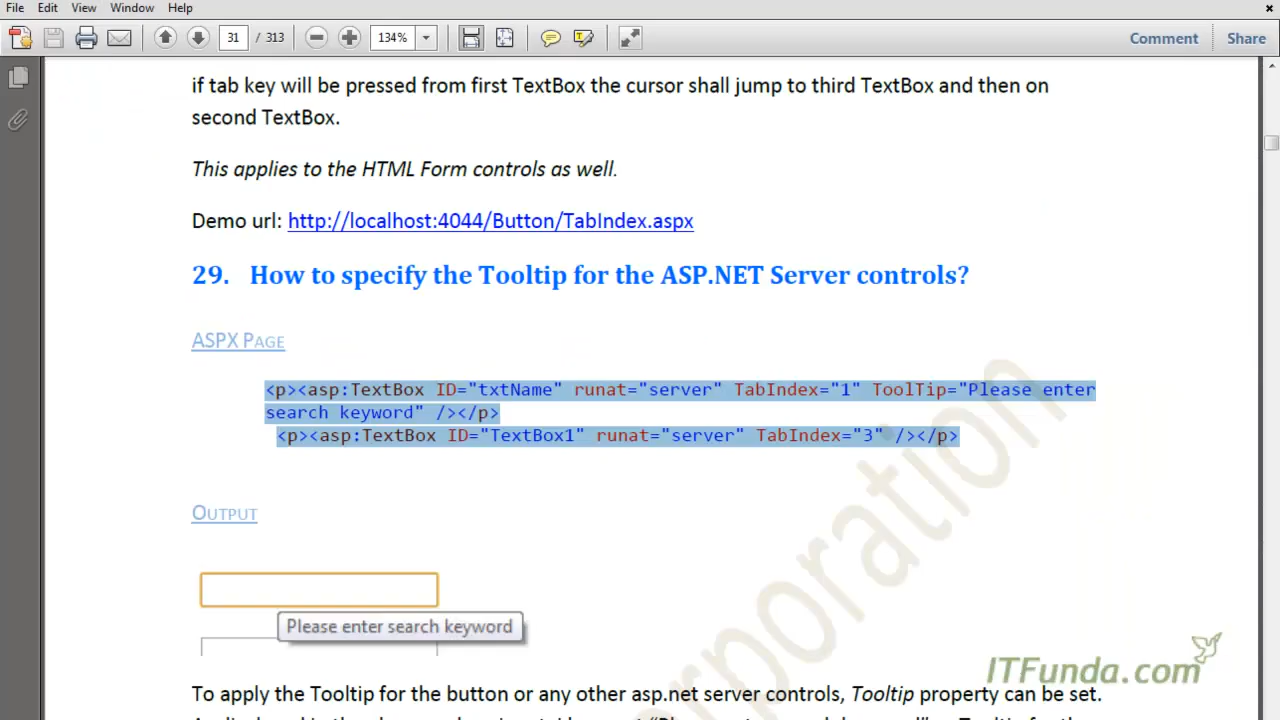 File Edit View Window Help
31 / 313 134% Comment Share
if tab key will be pressed from first TextBox the cursor shall jump to third TextBox and then on
second TextBox.
This applies to the HTML Form controls as well.
Demo url: http://localhost:4044/Button/TabIndex.aspx
29. How to specify the Tooltip for the ASP.NET Server controls?
ASPX PAGE
<p><asp:TextBox ID="txtName" runat="server" TabIndex="1" ToolTip="Please enter
search keyword" /></p>
<p><asp:TextBox ID="TextBox1" runat="server" TabIndex="3" /></p>
OUTPUT
Please enter search keyword
orporation
ITFunda.com
To apply the Tooltip for the button or any other asp.net server controls, Tooltip property can be set.